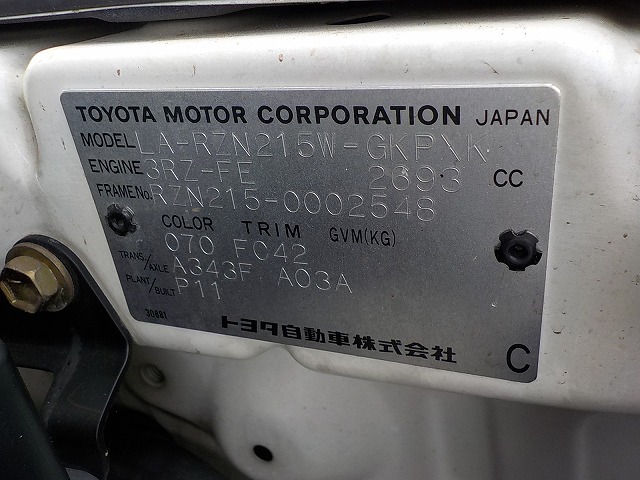 TOYOTA MOTOR CORPORATION JAPAN
MODEL LA-RZN215W-GKP\K
ENGINE 3RZ-FE 2693 CC
FRAME No. RZN215-0002548
COLOR TRIM GVM(KG)
070 FC42
TRANS./AXLE A343F A03A
PLANT/BUILT P11
30881
トヨタ自動車株式会社 C